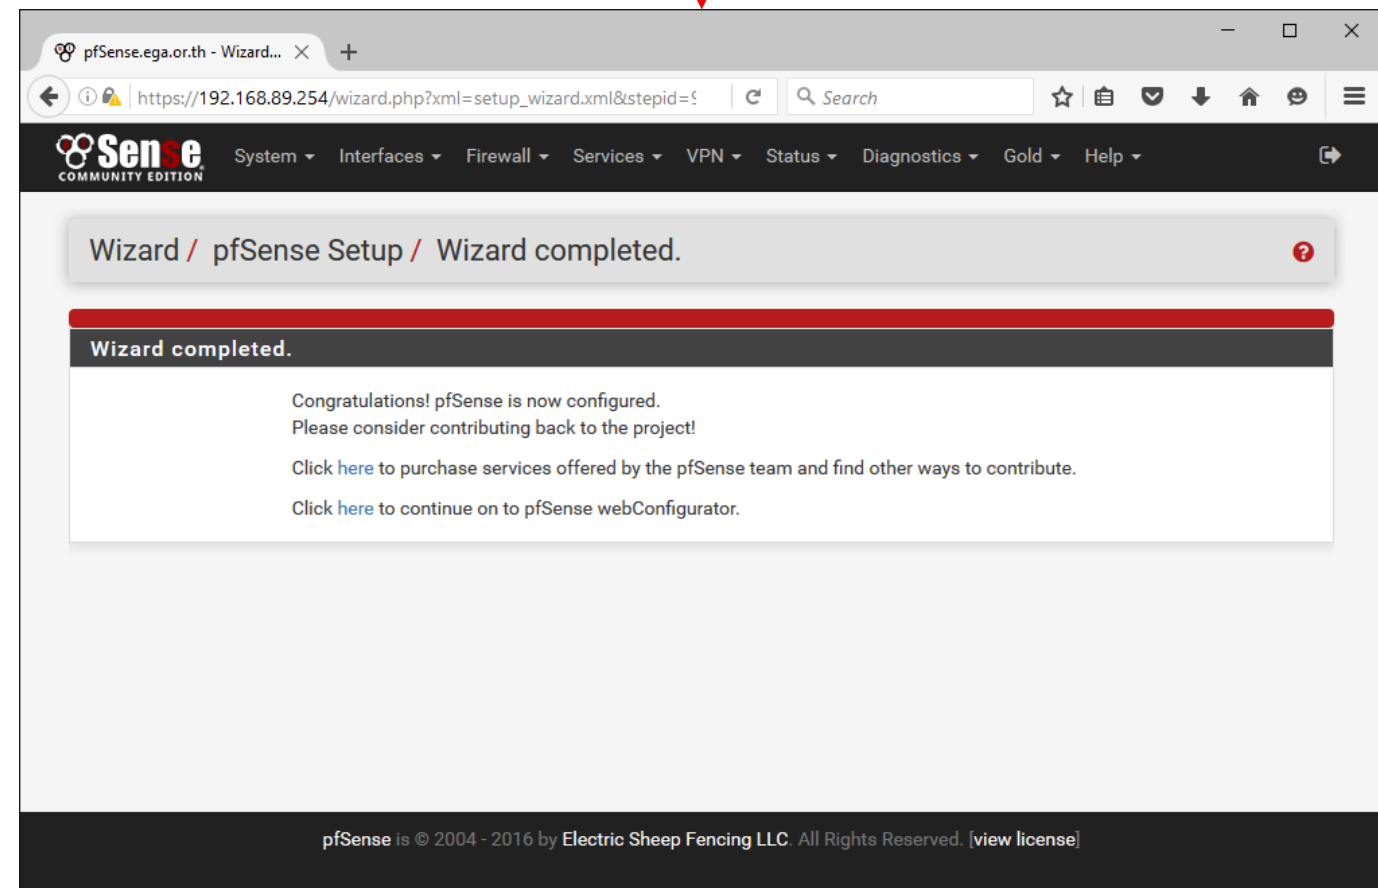 pfSense.ega.or.th - Wizard...
https://192.168.89.254/wizard.php?xml=setup_wizard.xml&stepid=9
Search
Sense
COMMUNITY EDITION
System Interfaces Firewall Services VPN Status Diagnostics Gold Help
Wizard / pfSense Setup / Wizard completed.
Wizard completed.
Congratulations! pfSense is now configured.
Please consider contributing back to the project!
Click here to purchase services offered by the pfSense team and find other ways to contribute.
Click here to continue on to pfSense webConfigurator.
pfSense is © 2004 - 2016 by Electric Sheep Fencing LLC. All Rights Reserved. [view license]